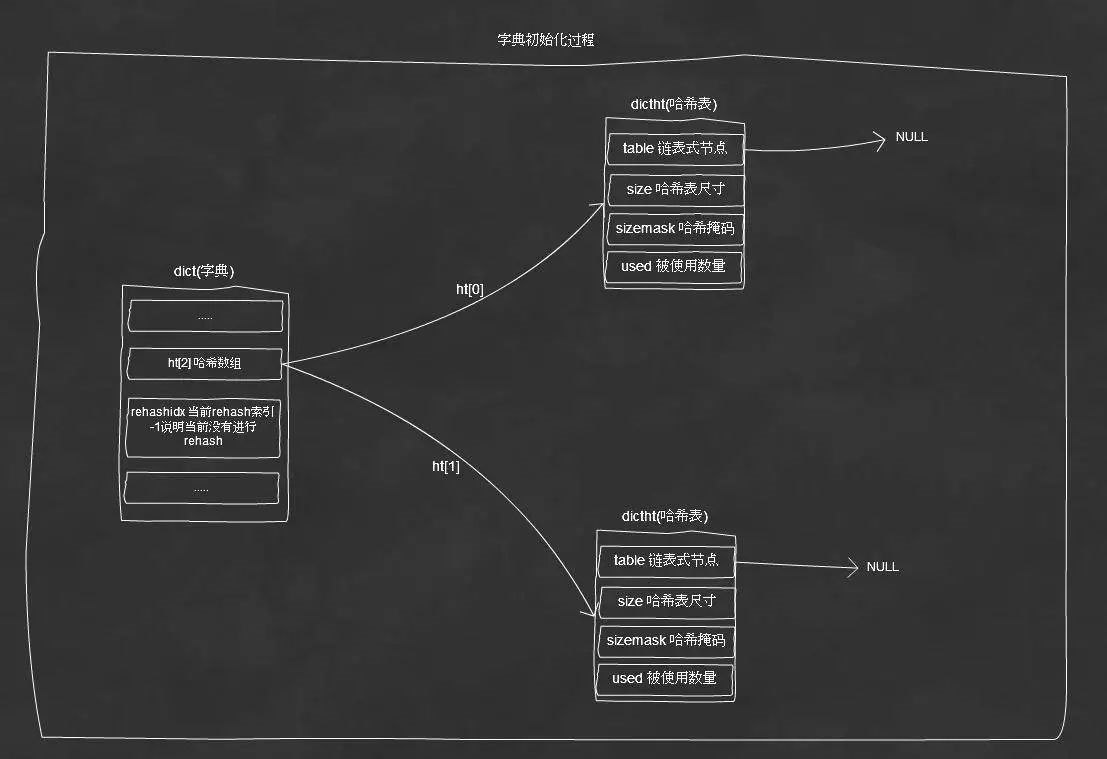 字典初始化过程
dictht(哈希表)
table 链表式节点
NULL
size 哈希表尺寸
sizemask 哈希掩码
used 被使用数量
dict(字典)
.....
ht[0]
ht[2] 哈希数组
rehashidx 当前rehash索引
-1说明当前没有进行
rehash
ht[1]
.....
dictht(哈希表)
table 链表式节点
NULL
size 哈希表尺寸
sizemask 哈希掩码
used 被使用数量